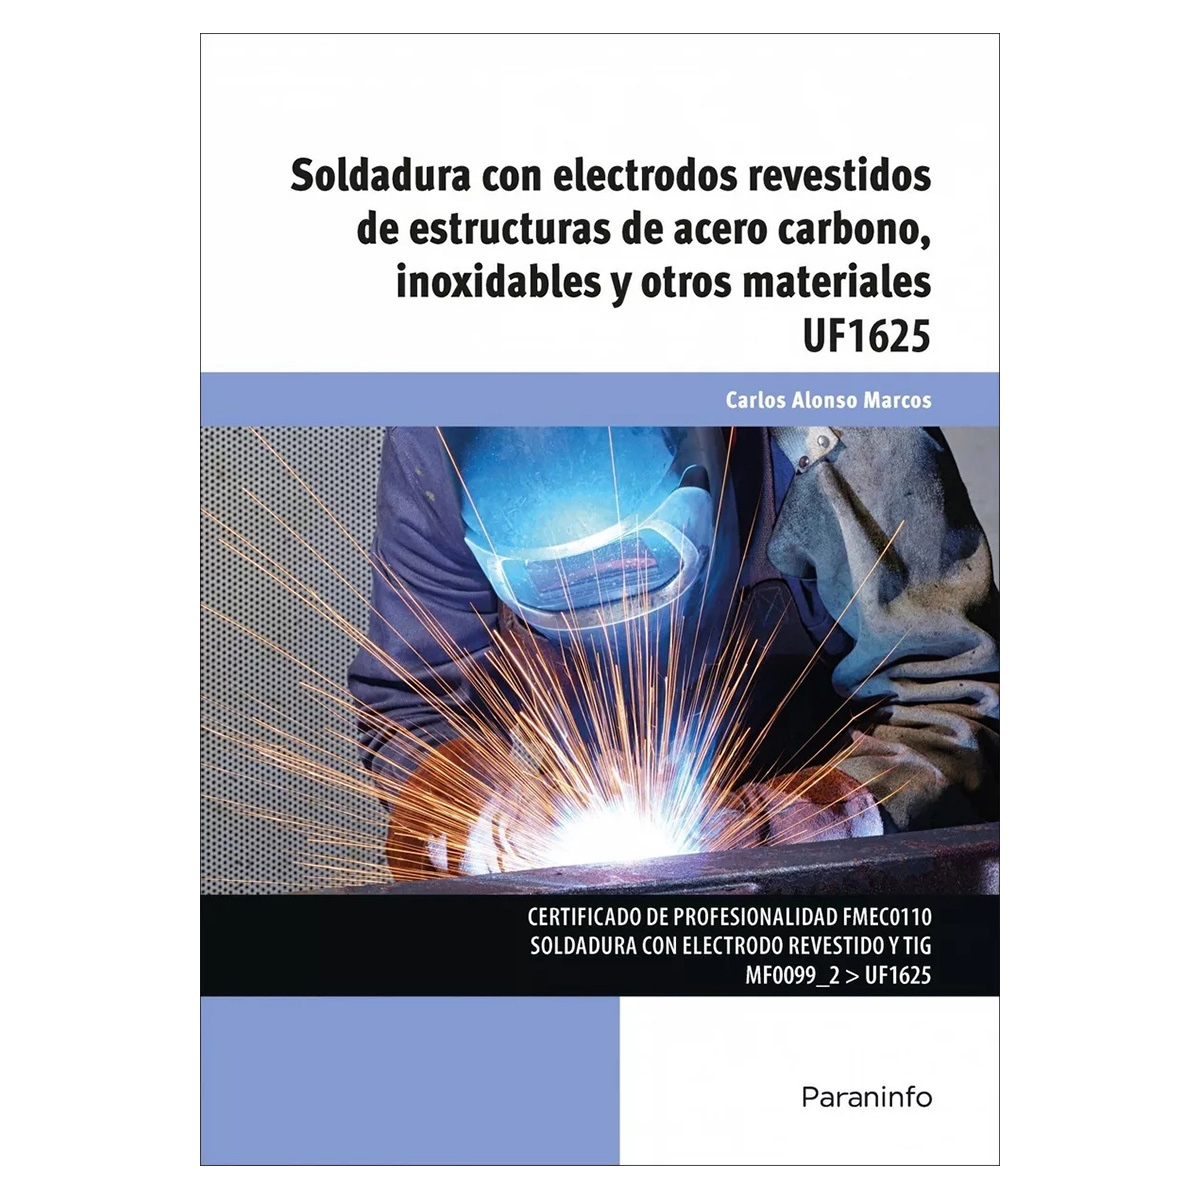 Soldadura con electrodos revestidos
de estructuras de acero carbono,
inoxidables y otros materiales
UF1625
Carlos Alonso Marcos
CERTIFICADO DE PROFESIONALIDAD FMEC0110
SOLDADURA CON ELECTRODO REVESTIDO Y TIG
MF0099_2 > UF1625
Paraninfo